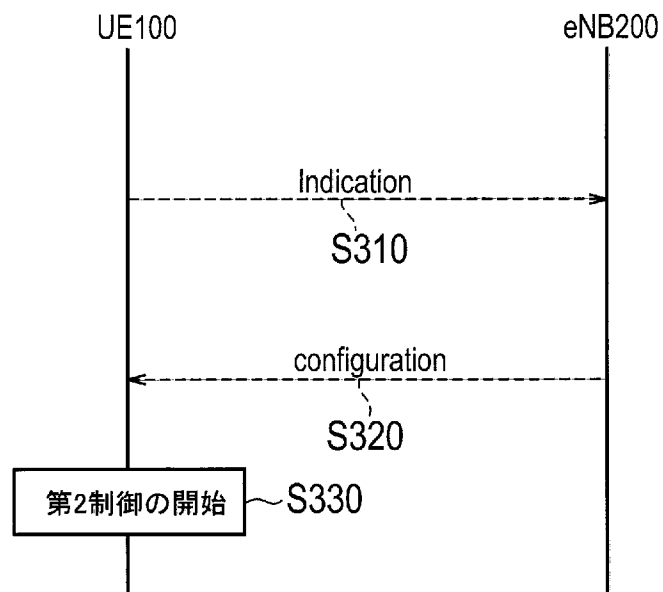 UE100
eNB200
Indication
S310
configuration
S320
第2制御の開始
S330